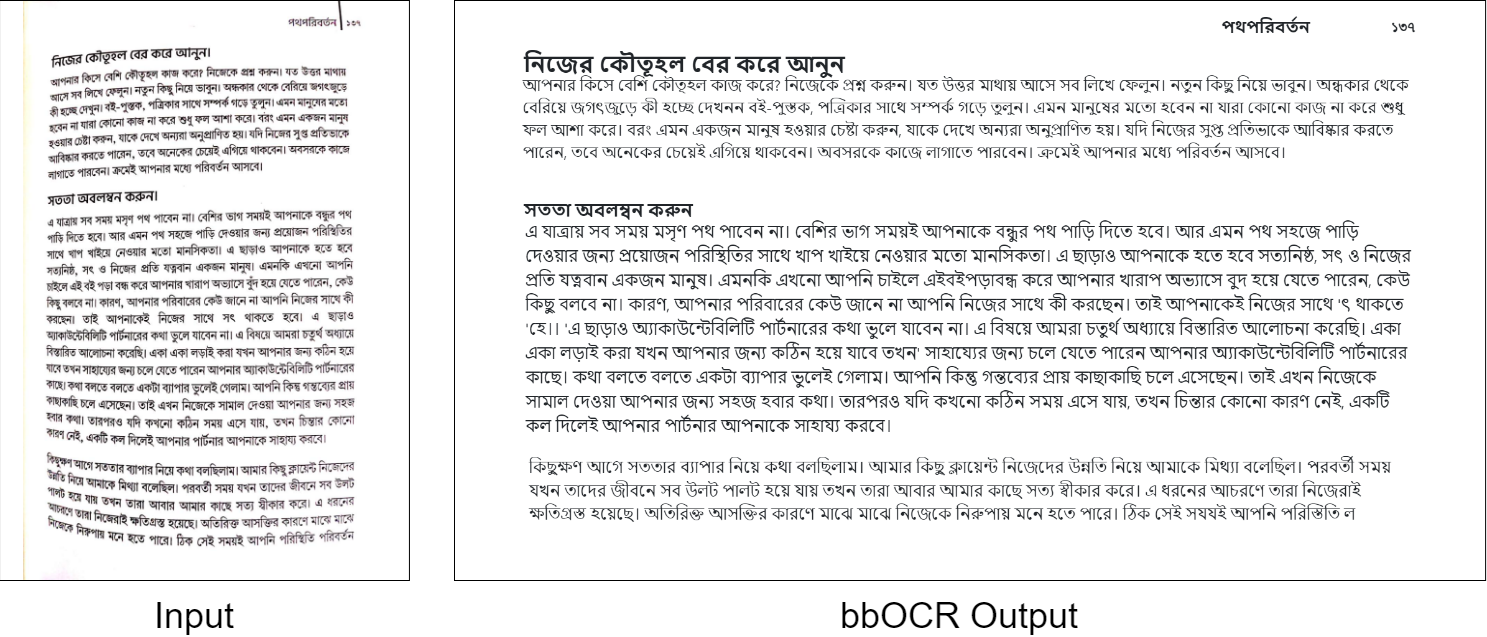 পথপরিবর্তন ১৩৭
নিজের কৌতূহল বের করে আনুন।
আপনার কিসে বেশি কৌতূহল কাজ করে? নিজেকে প্রশ্ন করুন। যত উত্তর মাথায়
আসে সব লিখে ফেলুন। নতুন কিছু নিয়ে ভাবুন। অন্ধকার থেকে বেরিয়ে জগৎজুড়ে
কী হচ্ছে দেখুন। বই-পুস্তক, পত্রিকার সাথে সম্পর্ক গড়ে তুলুন। এমন মানুষের মতো
হবেন না যারা কোনো কাজ না করে শুধু ফল আশা করে। বরং এমন একজন মানুষ
হওয়ার চেষ্টা করুন, যাকে দেখে অন্যরা অনুপ্রাণিত হয়। যদি নিজের সুপ্ত প্রতিভাকে
আবিষ্কার করতে পারেন, তবে অনেকের চেয়েই এগিয়ে থাকবেন। অবসরকে কাজে
লাগাতে পারবেন। ক্রমেই আপনার মধ্যে পরিবর্তন আসবে।
সততা অবলম্বন করুন।
এ যাত্রায় সব সময় মসৃণ পথ পাবেন না। বেশির ভাগ সময়ই আপনাকে বন্ধুর পথ
পাড়ি দিতে হবে। আর এমন পথ সহজে পাড়ি দেওয়ার জন্য প্রয়োজন পরিস্থিতির
সাথে খাপ খাইয়ে নেওয়ার মতো মানসিকতা। এ ছাড়াও আপনাকে হতে হবে
সত্যনিষ্ঠ, সৎ ও নিজের প্রতি যত্নবান একজন মানুষ। এমনকি এখনো আপনি
চাইলে এই বই পড়া বন্ধ করে আপনার খারাপ অভ্যাসে বুঁদ হয়ে যেতে পারেন, কেউ
কিছু বলবে না। কারণ, আপনার পরিবারের কেউ জানে না আপনি নিজের সাথে কী
করছেন। তাই আপনাকেই নিজের সাথে সৎ থাকতে হবে। এ ছাড়াও
অ্যাকাউন্টেবিলিটি পার্টনারের কথা ভুলে যাবেন না। এ বিষয়ে আমরা চতুর্থ অধ্যায়ে
বিস্তারিত আলোচনা করেছি। একা একা লড়াই করা যখন আপনার জন্য কঠিন হয়ে
যাবে তখন সাহায্যের জন্য চলে যেতে পারেন আপনার অ্যাকাউন্টেবিলিটি পার্টনারের
কাছে। কথা বলতে বলতে একটা ব্যাপার ভুলেই গেলাম। আপনি কিন্তু গন্তব্যের প্রায়
কাছাকাছি চলে এসেছেন। তাই এখন নিজেকে সামাল দেওয়া আপনার জন্য সহজ
হবার কথা। তারপরও যদি কখনো কঠিন সময় এসে যায়, তখন চিন্তার কোনো
কারণ নেই, একটি কল দিলেই আপনার পার্টনার আপনাকে সাহায্য করবে।
কিছুক্ষণ আগে সততার ব্যাপার নিয়ে কথা বলছিলাম। আমার কিছু ক্লায়েন্ট নিজেদের
উন্নতি নিয়ে আমাকে মিথ্যা বলেছিল। পরবর্তী সময় যখন তাদের জীবনে সব উলট
পালট হয়ে যায় তখন তারা আবার আমার কাছে সত্য স্বীকার করে। এ ধরনের
আচরণে তারা নিজেরাই ক্ষতিগ্রস্ত হয়েছে। অতিরিক্ত আসক্তির কারণে মাঝে মাঝে
নিজেকে নিরুপায় মনে হতে পারে। ঠিক সেই সময়ই আপনি পরিস্থিতি পরিবর্তন
Input
পথপরিবর্তন ১৩৭
নিজের কৌতূহল বের করে আনুন
আপনার কিসে বেশি কৌতূহল কাজ করে? নিজেকে প্রশ্ন করুন। যত উত্তর মাথায় আসে সব লিখে ফেলুন। নতুন কিছু নিয়ে ভাবুন। অন্ধকার থেকে
বেরিয়ে জগৎজুড়ে কী হচ্ছে দেখনন বই-পুস্তক, পত্রিকার সাথে সম্পর্ক গড়ে তুলুন। এমন মানুষের মতো হবেন না যারা কোনো কাজ না করে শুধু
ফল আশা করে। বরং এমন একজন মানুষ হওয়ার চেষ্টা করুন, যাকে দেখে অন্যরা অনুপ্রাণিত হয়। যদি নিজের সুপ্ত প্রতিভাকে আবিষ্কার করতে
পারেন, তবে অনেকের চেয়েই এগিয়ে থাকবেন। অবসরকে কাজে লাগাতে পারবেন। ক্রমেই আপনার মধ্যে পরিবর্তন আসবে।
সততা অবলম্বন করুন
এ যাত্রায় সব সময় মসৃণ পথ পাবেন না। বেশির ভাগ সময়ই আপনাকে বন্ধুর পথ পাড়ি দিতে হবে। আর এমন পথ সহজে পাড়ি
দেওয়ার জন্য প্রয়োজন পরিস্থিতির সাথে খাপ খাইয়ে নেওয়ার মতো মানসিকতা। এ ছাড়াও আপনাকে হতে হবে সত্যনিষ্ঠ, সৎ ও নিজের
প্রতি যত্নবান একজন মানুষ। এমনকি এখনো আপনি চাইলে এইবইপড়াবন্ধ করে আপনার খারাপ অভ্যাসে বুদ হয়ে যেতে পারেন, কেউ
কিছু বলবে না। কারণ, আপনার পরিবারের কেউ জানে না আপনি নিজের সাথে কী করছেন। তাই আপনাকেই নিজের সাথে 'ৎ থাকতে
'হে।। 'এ ছাড়াও অ্যাকাউন্টেবিলিটি পার্টনারের কথা ভুলে যাবেন না। এ বিষয়ে আমরা চতুর্থ অধ্যায়ে বিস্তারিত আলোচনা করেছি। একা
একা লড়াই করা যখন আপনার জন্য কঠিন হয়ে যাবে তখন' সাহায্যের জন্য চলে যেতে পারেন আপনার অ্যাকাউন্টেবিলিটি পার্টনারের
কাছে। কথা বলতে বলতে একটা ব্যাপার ভুলেই গেলাম। আপনি কিন্তু গন্তব্যের প্রায় কাছাকাছি চলে এসেছেন। তাই এখন নিজেকে
সামাল দেওয়া আপনার জন্য সহজ হবার কথা। তারপরও যদি কখনো কঠিন সময় এসে যায়, তখন চিন্তার কোনো কারণ নেই, একটি
কল দিলেই আপনার পার্টনার আপনাকে সাহায্য করবে।
কিছুক্ষণ আগে সততার ব্যাপার নিয়ে কথা বলছিলাম। আমার কিছু ক্লায়েন্ট নিজেদের উন্নতি নিয়ে আমাকে মিথ্যা বলেছিল। পরবর্তী সময়
যখন তাদের জীবনে সব উলট পালট হয়ে যায় তখন তারা আবার আমার কাছে সত্য স্বীকার করে। এ ধরনের আচরণে তারা নিজেরাই
ক্ষতিগ্রস্ত হয়েছে। অতিরিক্ত আসক্তির কারণে মাঝে মাঝে নিজেকে নিরুপায় মনে হতে পারে। ঠিক সেই সযযই আপনি পরিস্তিতি ল
bbOCR Output